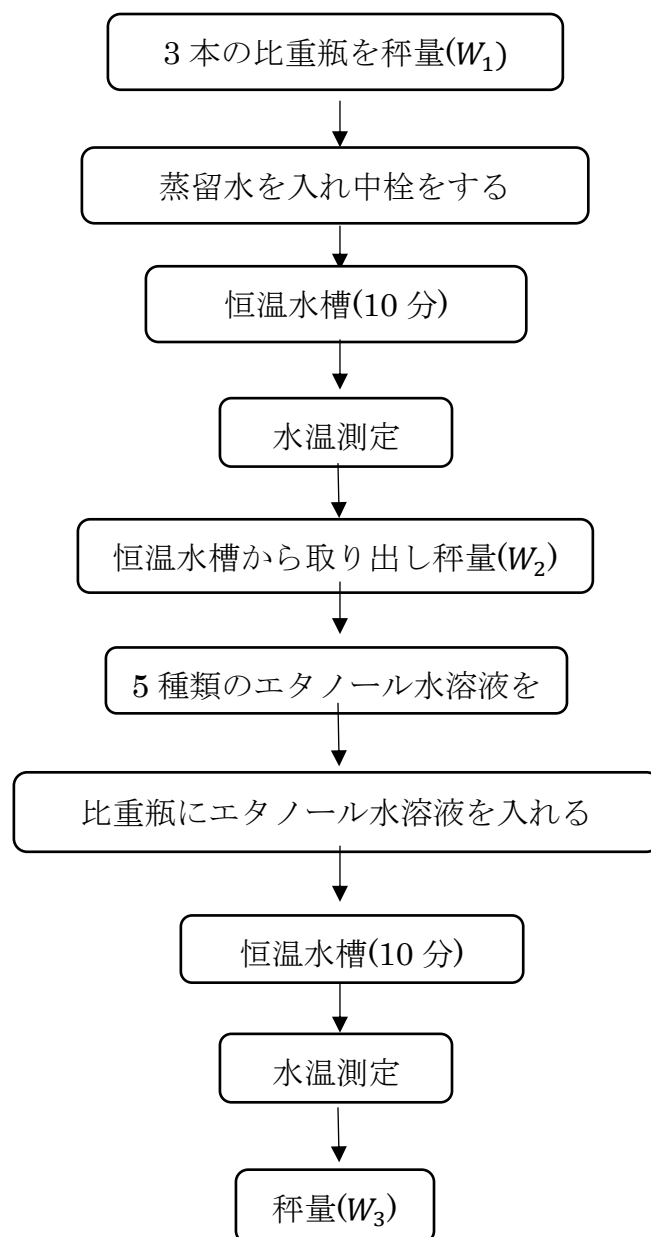 3 本の比重瓶を秤量(W₁)
蒸留水を入れ中栓をする
恒温水槽(10 分)
水温測定
恒温水槽から取り出し秤量(W₂)
5 種類のエタノール水溶液を
比重瓶にエタノール水溶液を入れる
恒温水槽(10 分)
水温測定
秤量(W₃)